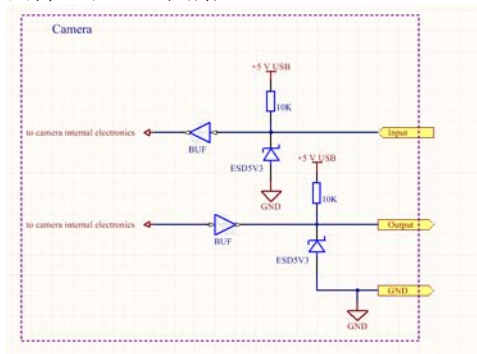 Camera
+5 V USB
10K
to camera internal electronics
BUF
Input
ESD5V3
+5 V USB
GND
10K
to camera internal electronics
BUF
Output
ESD5V3
GND
GND